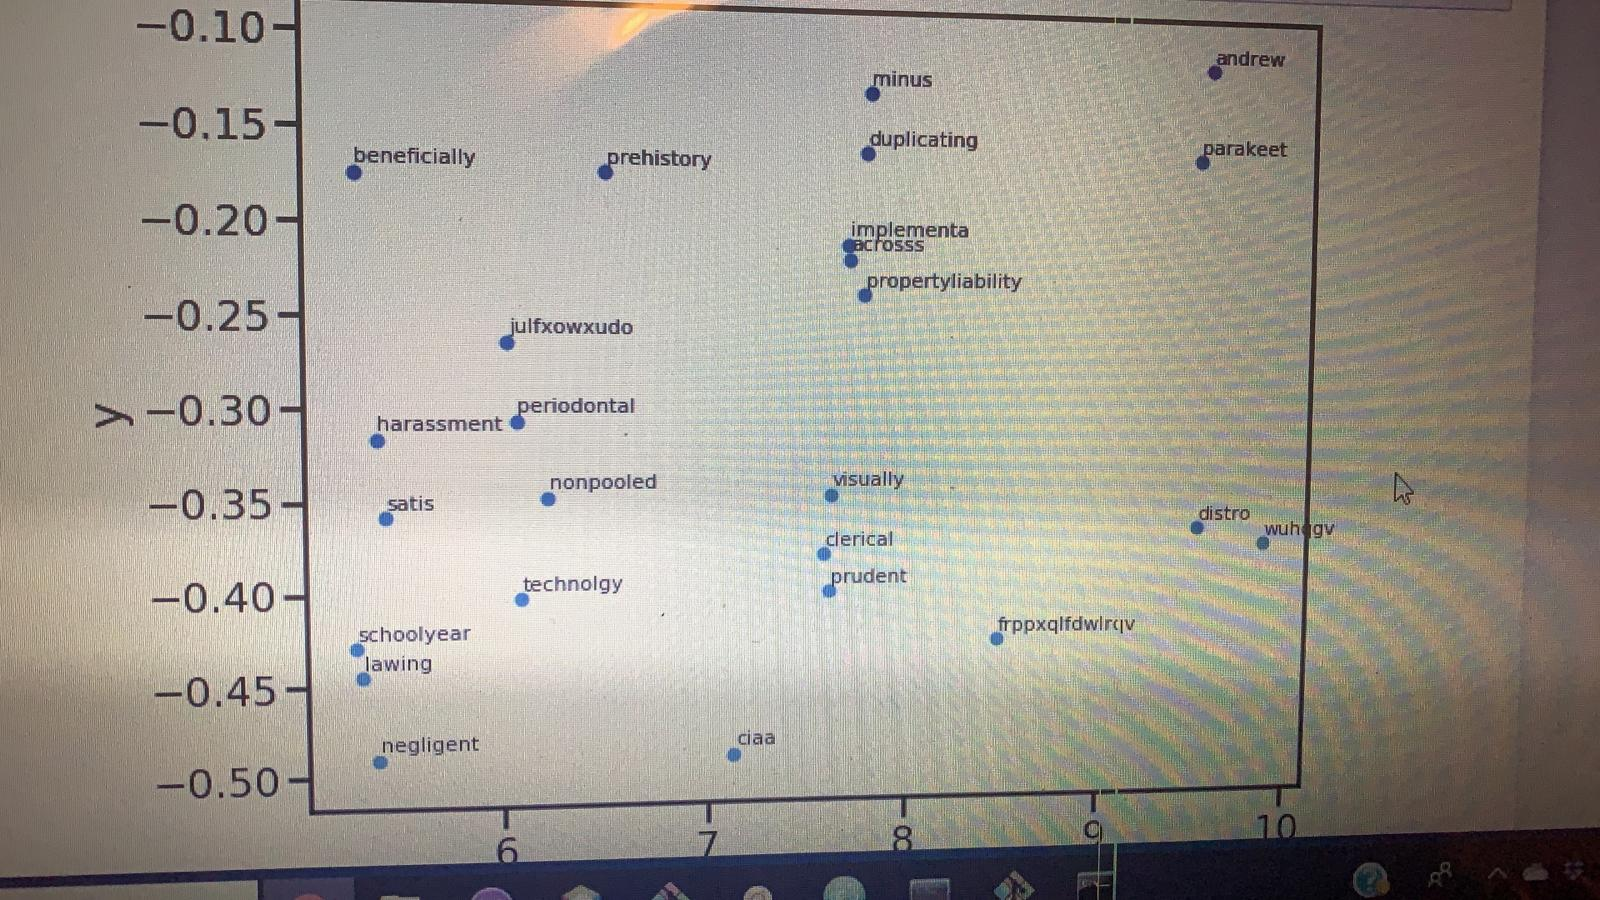 −0.10
andrew
minus
−0.15
duplicating
parakeet
beneficially
prehistory
−0.20
implementa
acrosss
propertyliability
−0.25
julfxowxudo
y
−0.30
periodontal
harassment
visually
nonpooled
−0.35
satis
distro
clerical
prudent
technolgy
−0.40
frppxqlfdwlrqv
schoolyear
lawing
−0.45
ciaa
negligent
−0.50
6
7
8
9
10